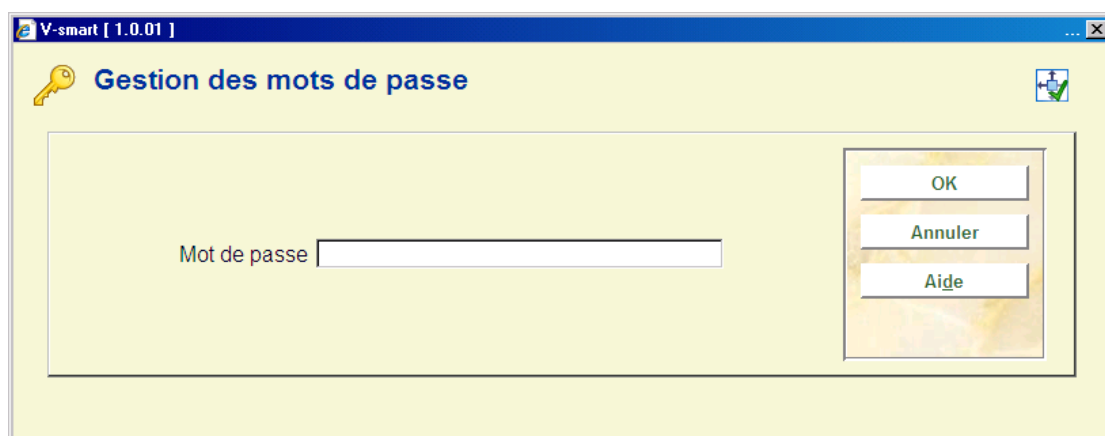 V-smart [ 1.0.01 ]
...
Gestion des mots de passe
OK
Annuler
Mot de passe
Aide